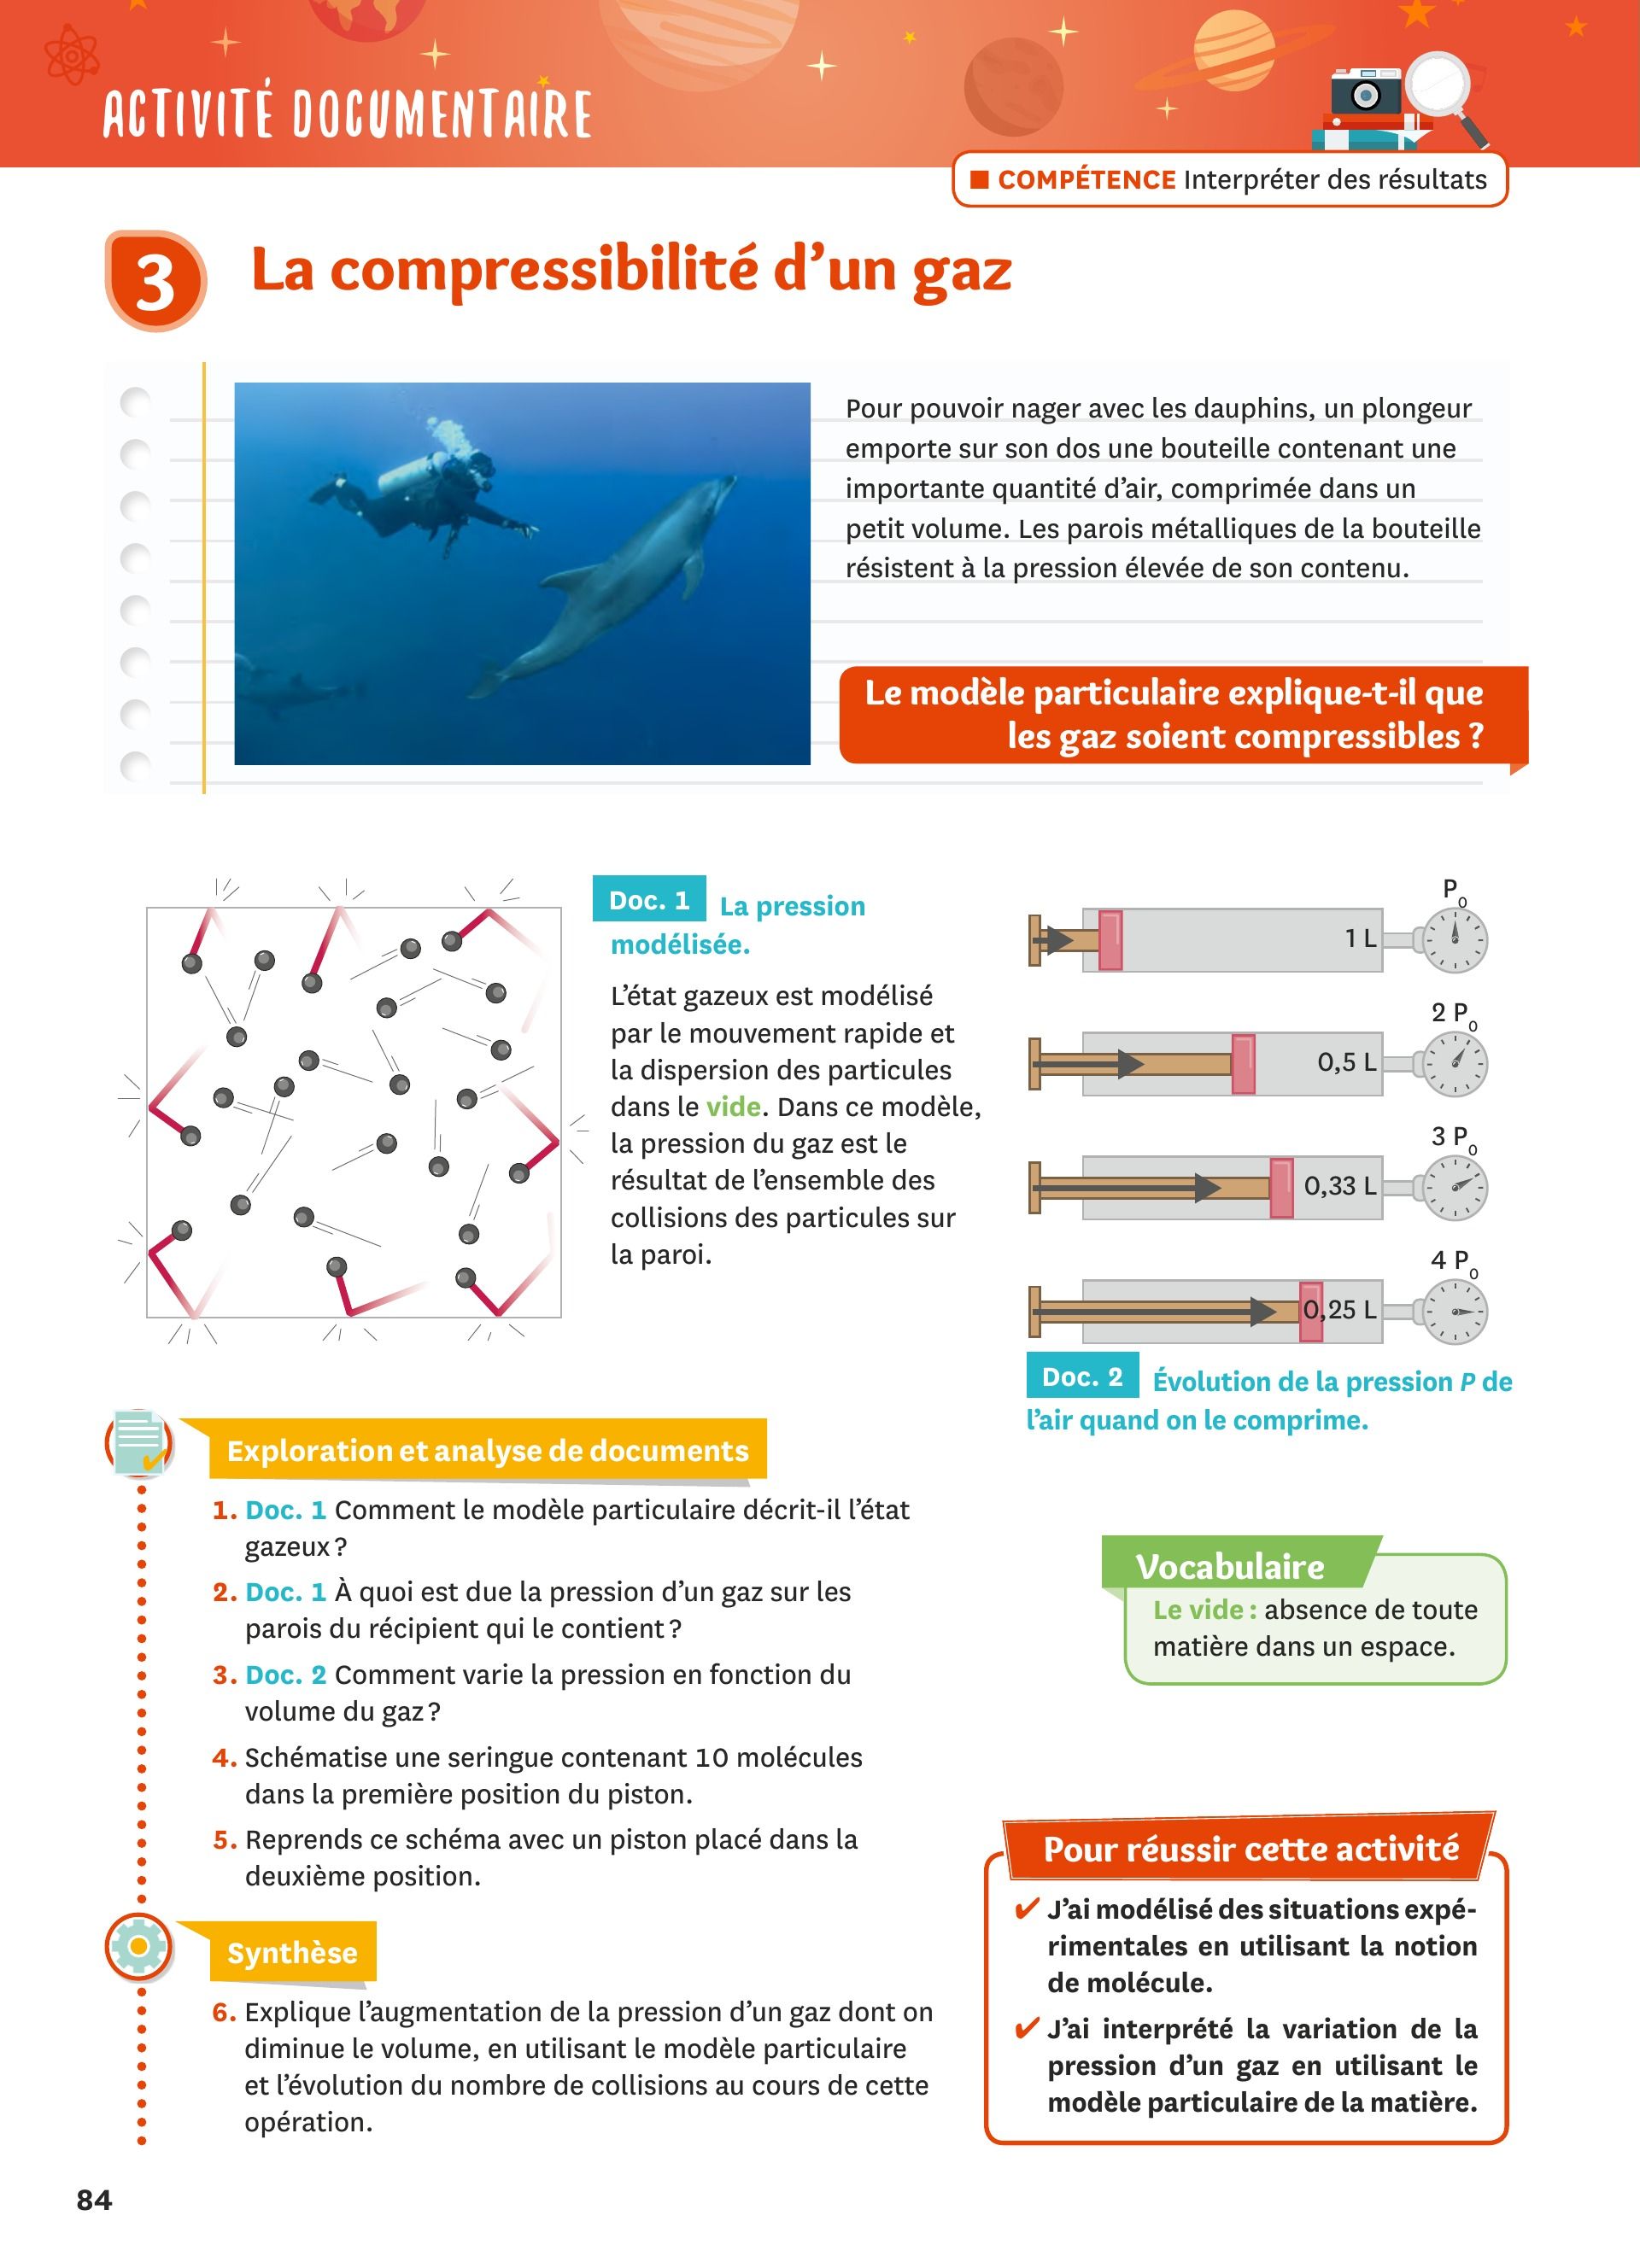 ACTIVITÉ DOCUMENTAIRE
■ COMPÉTENCE Interpréter des résultats
3 La compressibilité d’un gaz
Pour pouvoir nager avec les dauphins, un plongeur
emporte sur son dos une bouteille contenant une
importante quantité d’air, comprimée dans un
petit volume. Les parois métalliques de la bouteille
résistent à la pression élevée de son contenu.
Le modèle particulaire explique-t-il que
les gaz soient compressibles ?
Doc. 1 La pression
modélisée.
L’état gazeux est modélisé
par le mouvement rapide et
la dispersion des particules
dans le vide. Dans ce modèle,
la pression du gaz est le
résultat de l’ensemble des
collisions des particules sur
la paroi.
P₀
1 L
2 P₀
0,5 L
3 P₀
0,33 L
4 P₀
0,25 L
Doc. 2 Évolution de la pression P de
l’air quand on le comprime.
Exploration et analyse de documents
1. Doc. 1 Comment le modèle particulaire décrit-il l’état
gazeux ?
2. Doc. 1 À quoi est due la pression d’un gaz sur les
parois du récipient qui le contient ?
3. Doc. 2 Comment varie la pression en fonction du
volume du gaz ?
4. Schématise une seringue contenant 10 molécules
dans la première position du piston.
5. Reprends ce schéma avec un piston placé dans la
deuxième position.
Synthèse
6. Explique l’augmentation de la pression d’un gaz dont on
diminue le volume, en utilisant le modèle particulaire
et l’évolution du nombre de collisions au cours de cette
opération.
Vocabulaire
Le vide : absence de toute
matière dans un espace.
Pour réussir cette activité
✔ J’ai modélisé des situations expé-
rimentales en utilisant la notion
de molécule.
✔ J’ai interprété la variation de la
pression d’un gaz en utilisant le
modèle particulaire de la matière.
84